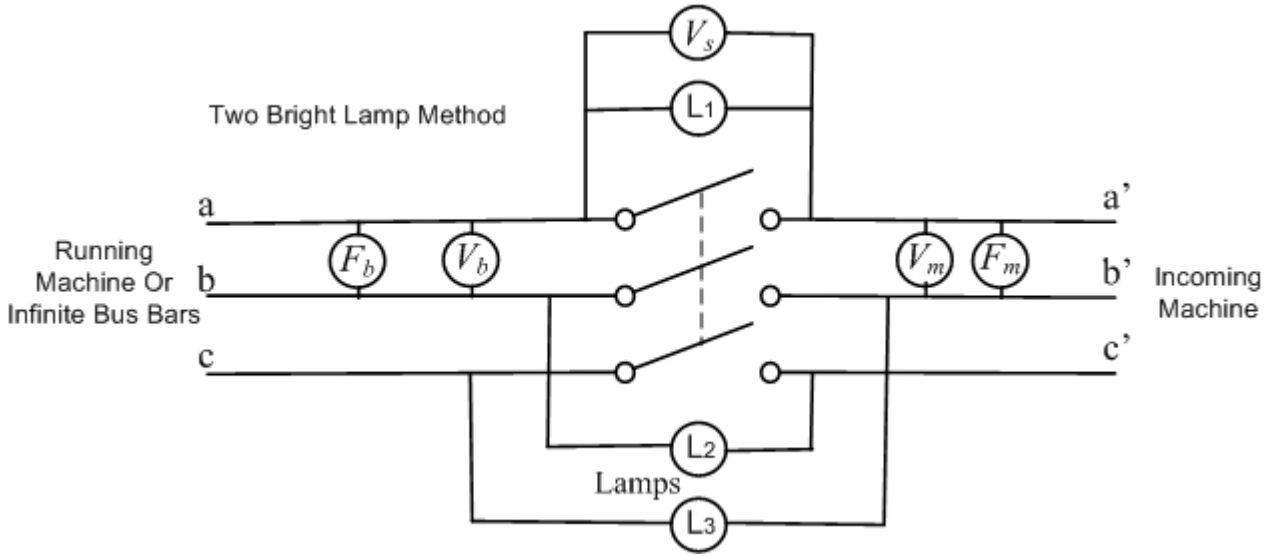 Vs
L1
Two Bright Lamp Method
a
a’
Running
Machine Or
Infinite Bus Bars
Fb
Vb
Vm
Fm
b
b’
Incoming
Machine
c
c’
L2
Lamps
L3